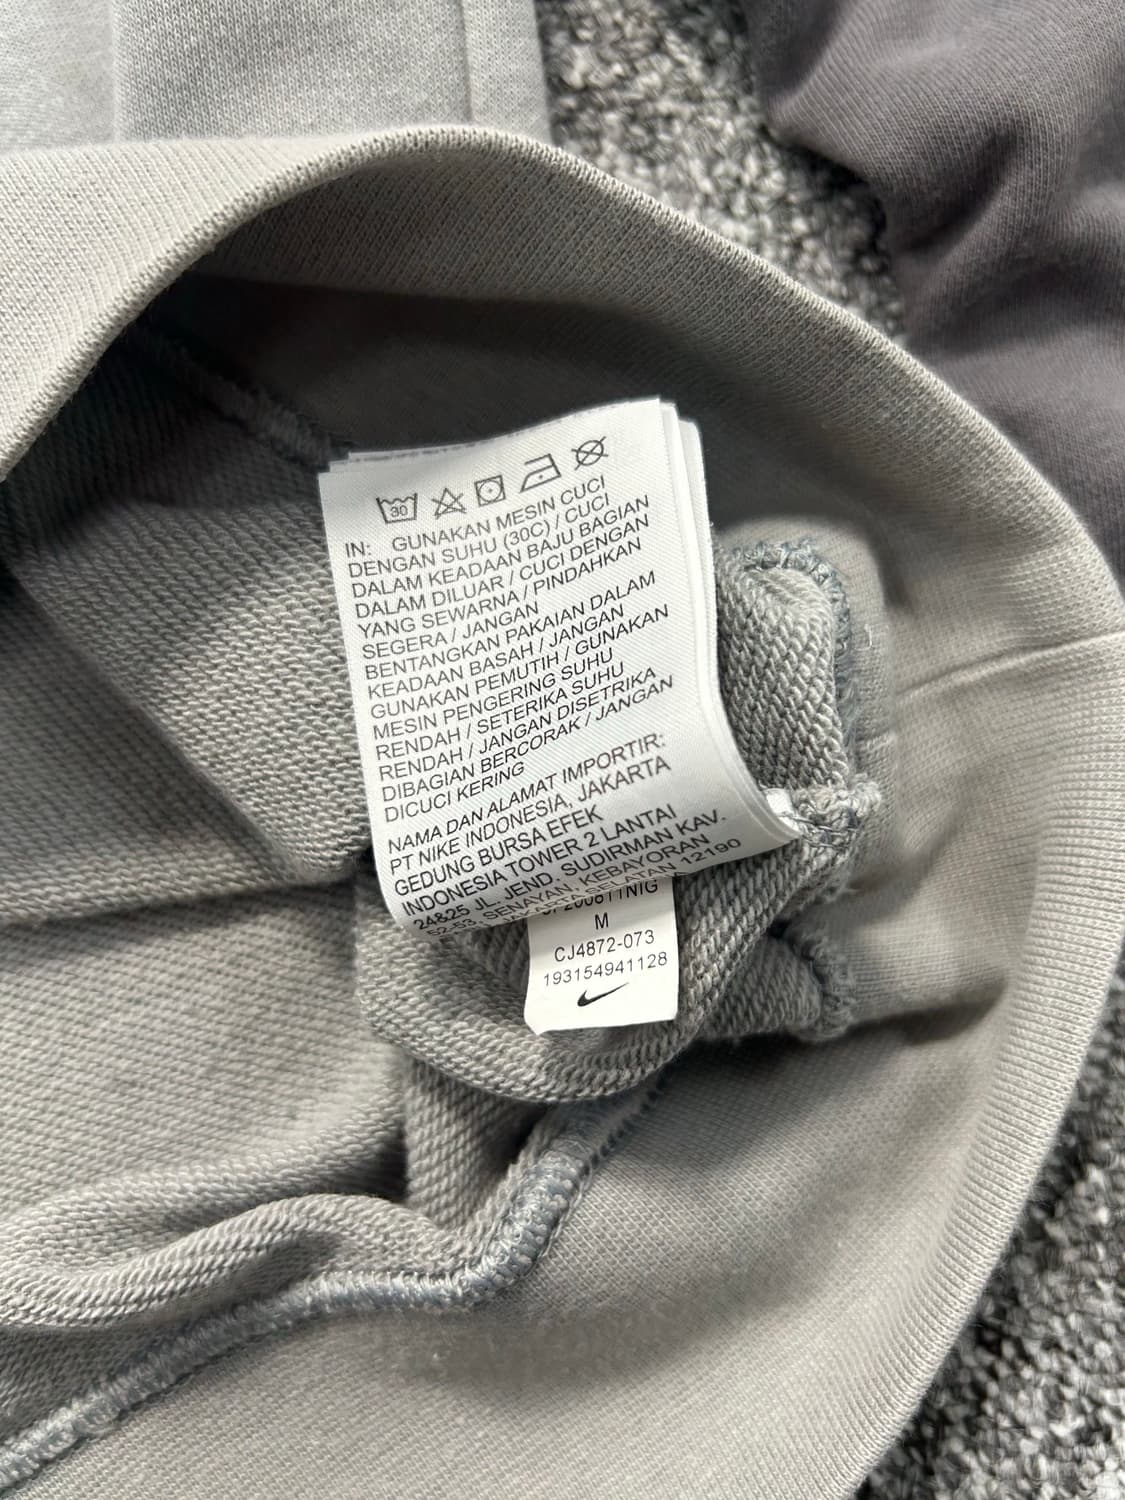 30
IN: GUNAKAN MESIN CUCI
DENGAN SUHU (30C) / CUCI
DALAM KEADAAN BAJU BAGIAN
DALAM DILUAR / CUCI DENGAN
YANG SEWARNA / PINDAHKAN
SEGERA / JANGAN
BENTANGKAN PAKAIAN DALAM
KEADAAN BASAH / JANGAN
GUNAKAN PEMUTIH / GUNAKAN
MESIN PENGERING SUHU
RENDAH / SETERIKA SUHU
RENDAH / JANGAN DISETRIKA
DIBAGIAN BERCORAK / JANGAN
DICUCI KERING
NAMA DAN ALAMAT IMPORTIR:
PT NIKE INDONESIA, JAKARTA
GEDUNG BURSA EFEK
INDONESIA TOWER 2 LANTAI
24&25 JL. JEND. SUDIRMAN KAV.
52-53, SENAYAN, KEBAYORAN
JAKARTA SELATAN 12190
M
CJ4872-073
193154941128